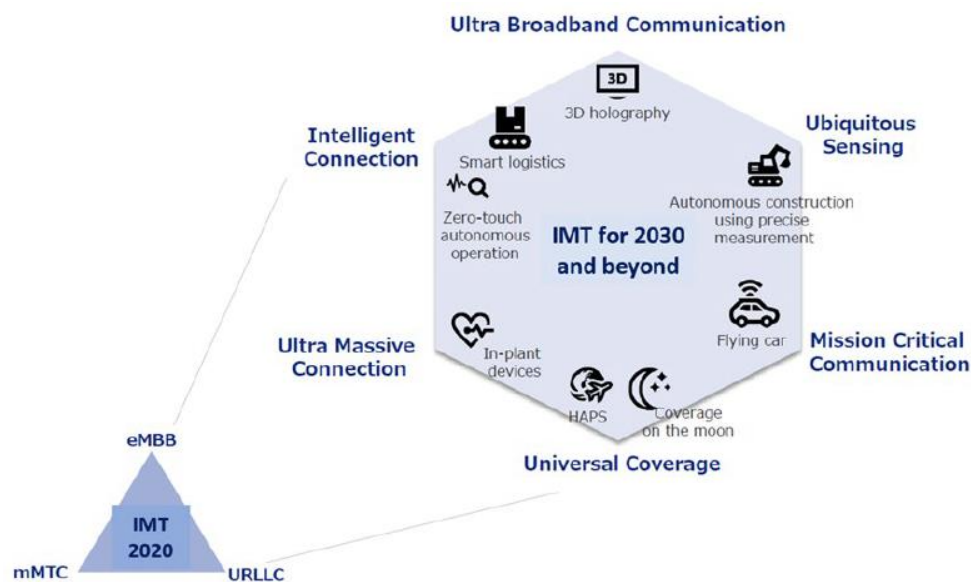 Ultra Broadband Communication
3D
3D holography
Intelligent
Connection
Smart logistics
Ubiquitous
Sensing
Zero-touch
autonomous
operation
Autonomous construction
using precise
measurement
IMT for 2030
and beyond
Ultra Massive
Connection
In-plant
devices
Flying car
Mission Critical
Communication
HAPS
Coverage
on the moon
Universal Coverage
eMBB
IMT
2020
mMTC
URLLC